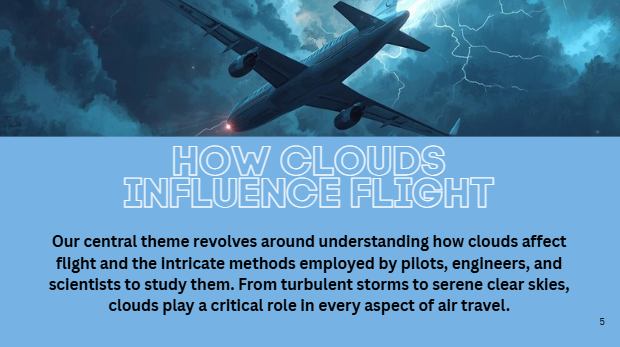 HOW CLOUDS
INFLUENCE FLIGHT
Our central theme revolves around understanding how clouds affect
flight and the intricate methods employed by pilots, engineers, and
scientists to study them. From turbulent storms to serene clear skies,
clouds play a critical role in every aspect of air travel.
5